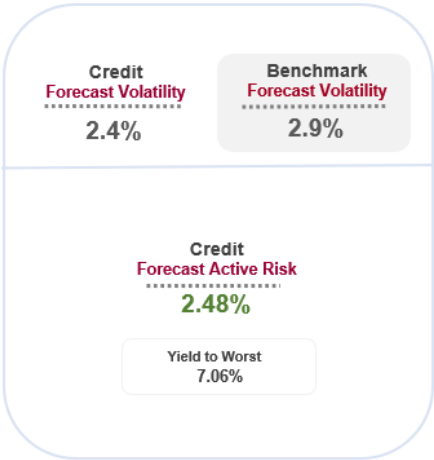 Credit
Forecast Volatility
2.4%
Benchmark
Forecast Volatility
2.9%
Credit
Forecast Active Risk
2.48%
Yield to Worst
7.06%